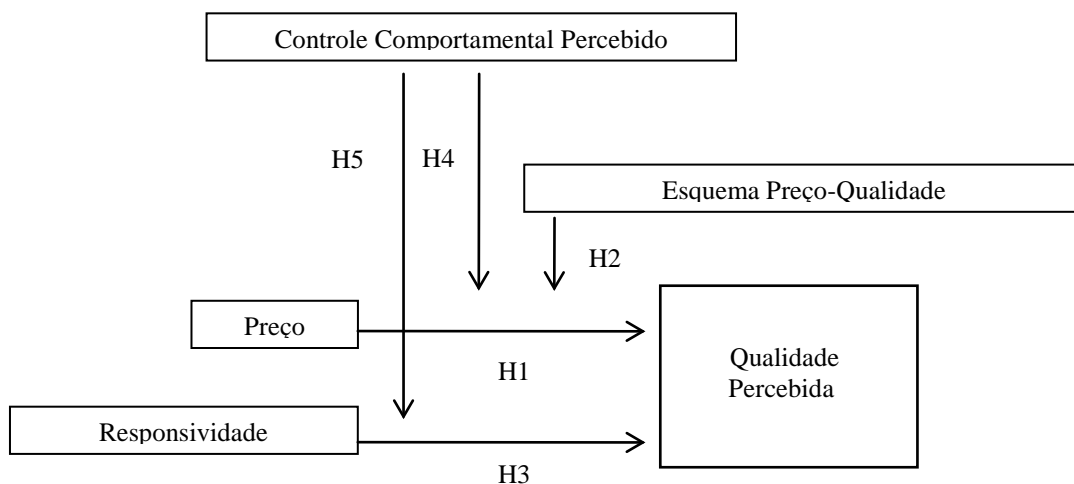 Controle Comportamental Percebido
H5
H4
Esquema Preço-Qualidade
H2
Preço
H1
Qualidade
Percebida
Responsividade
H3